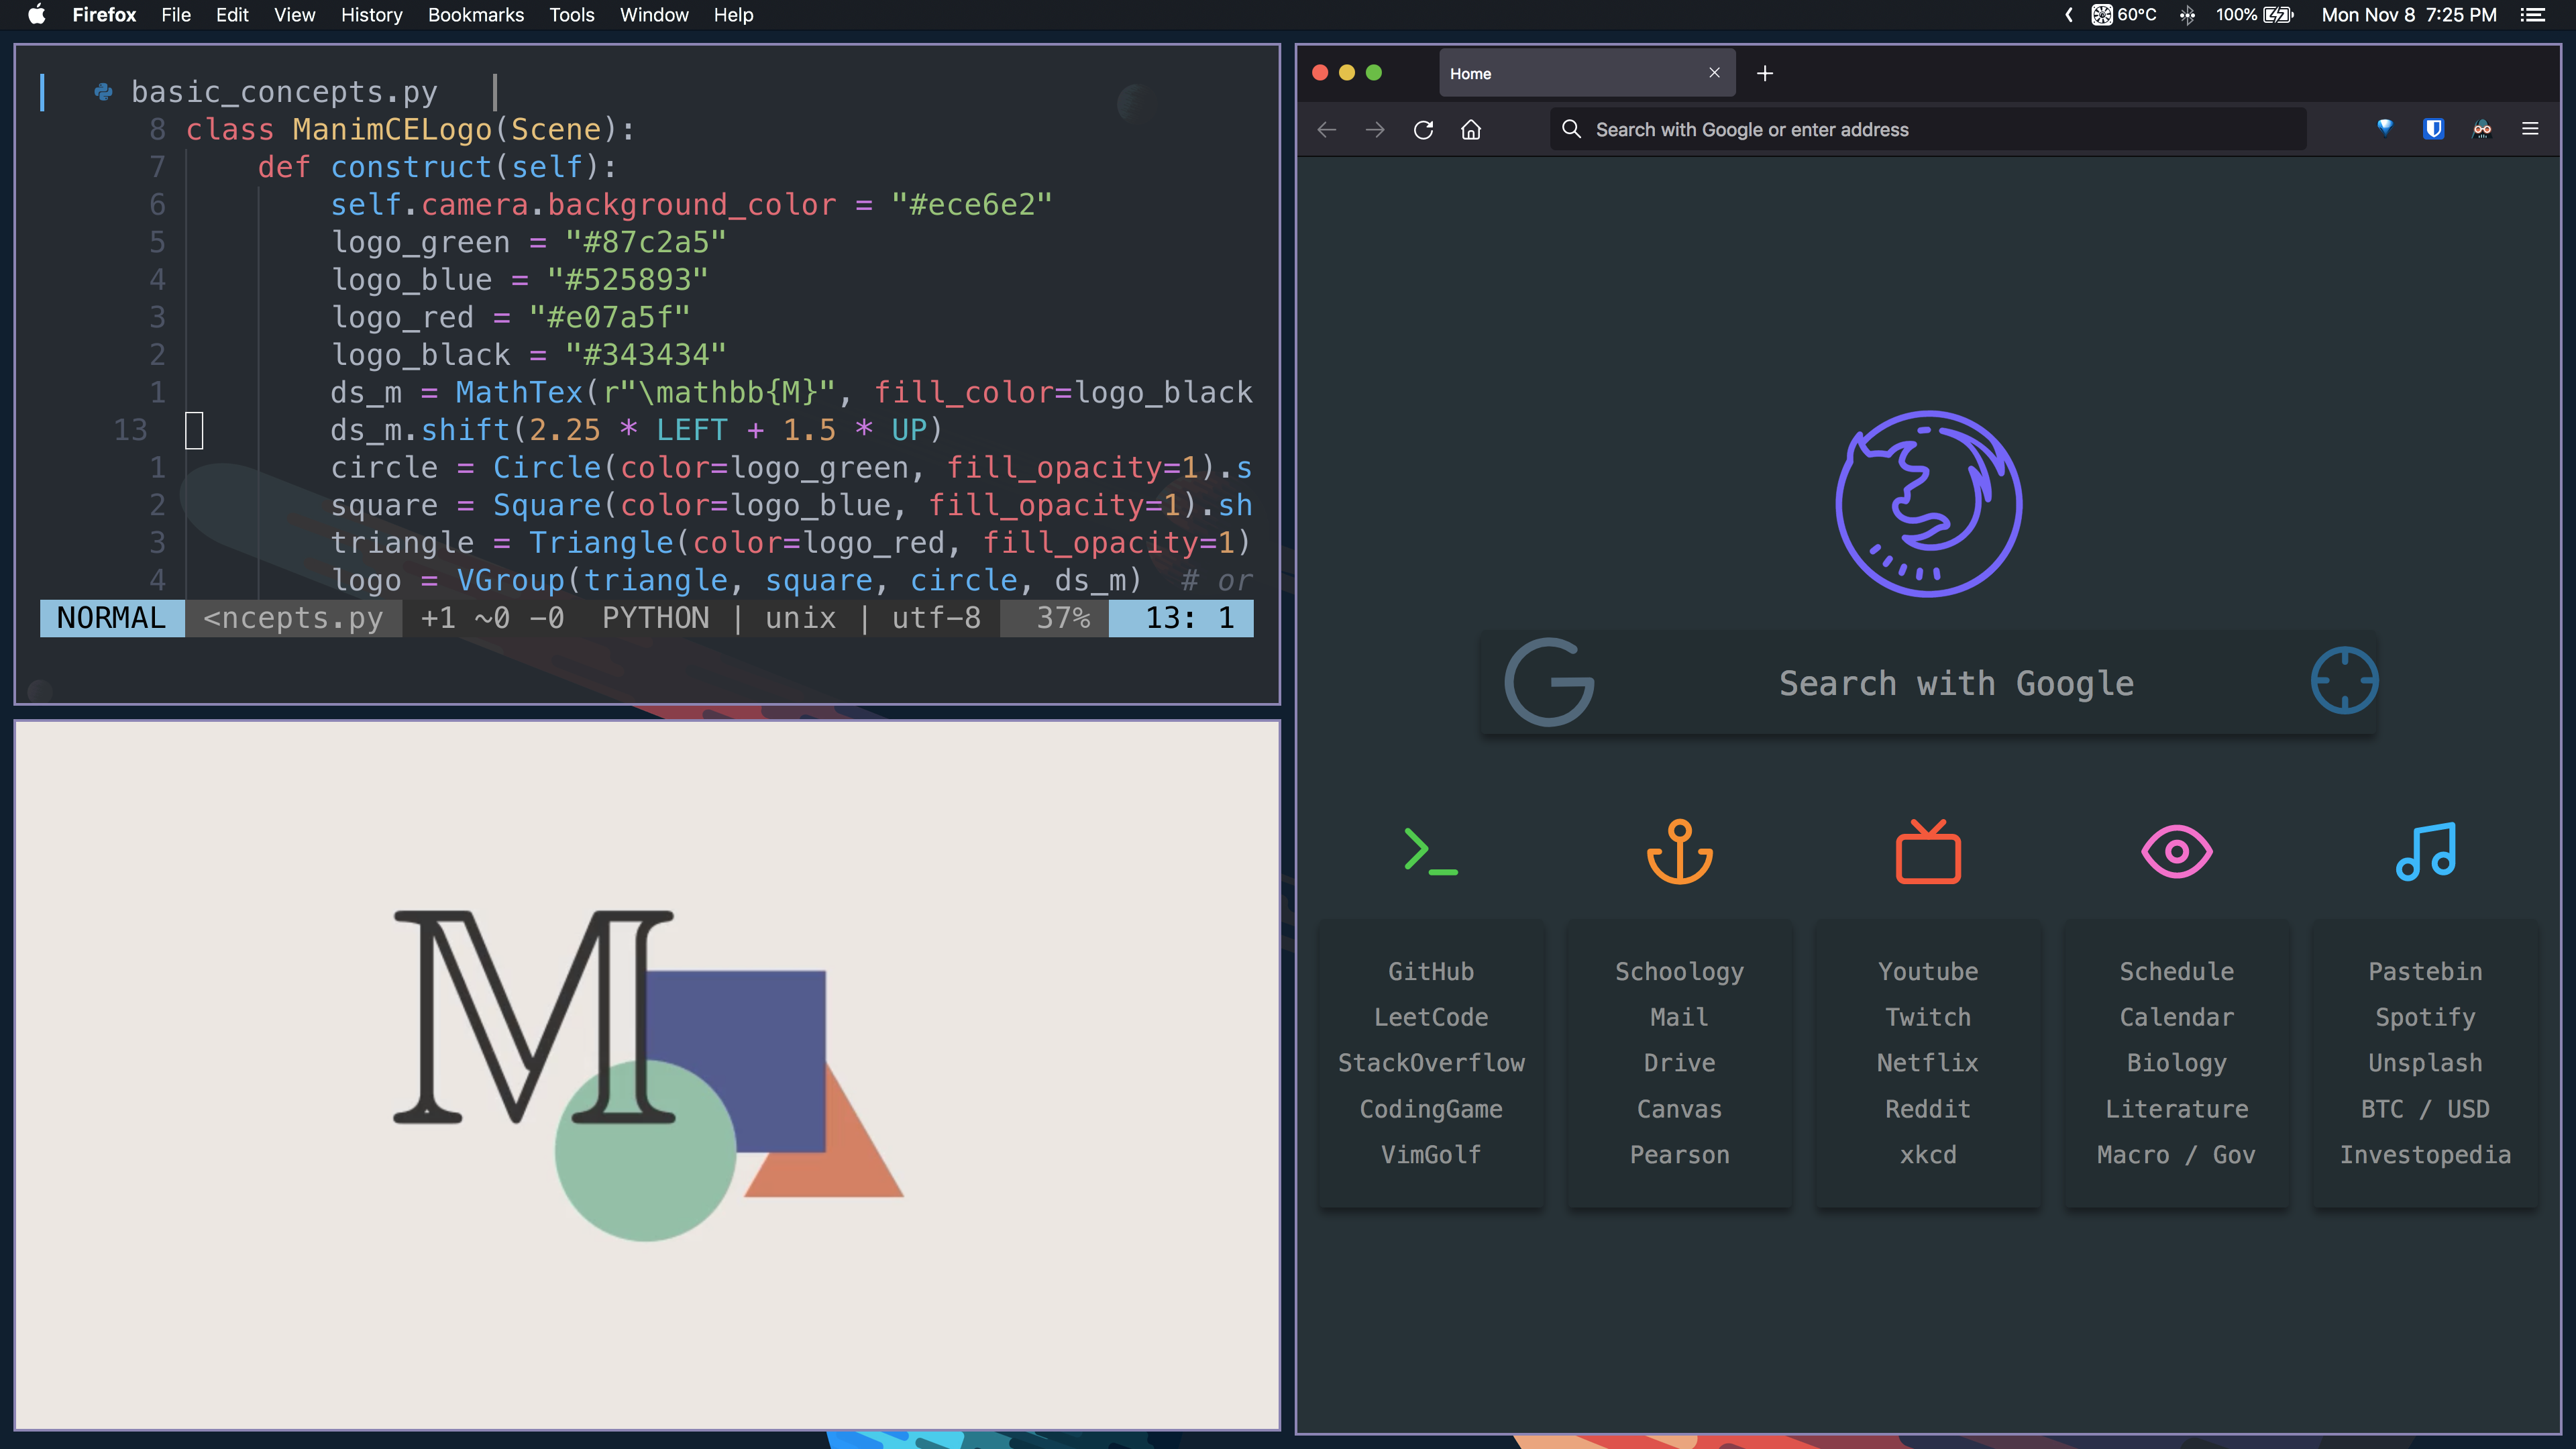 Firefox File Edit View History Bookmarks Tools Window Help
60°C 100% Mon Nov 8 7:25 PM
basic_concepts.py
8 class ManimCELogo(Scene):
7 def construct(self):
6 self.camera.background_color = "#ece6e2"
5 logo_green = "#87c2a5"
4 logo_blue = "#525893"
3 logo_red = "#e07a5f"
2 logo_black = "#343434"
1 ds_m = MathTex(r"\mathbb{M}", fill_color=logo_black
13 ds_m.shift(2.25 * LEFT + 1.5 * UP)
1 circle = Circle(color=logo_green, fill_opacity=1).s
2 square = Square(color=logo_blue, fill_opacity=1).sh
3 triangle = Triangle(color=logo_red, fill_opacity=1)
4 logo = VGroup(triangle, square, circle, ds_m) # or
NORMAL <ncepts.py +1 ~0 -0 PYTHON | unix | utf-8 37% 13: 1
M
Home
Search with Google or enter address
G Search with Google
GitHub
LeetCode
StackOverflow
CodingGame
VimGolf
Schoology
Mail
Drive
Canvas
Pearson
Youtube
Twitch
Netflix
Reddit
xkcd
Schedule
Calendar
Biology
Literature
Macro / Gov
Pastebin
Spotify
Unsplash
BTC / USD
Investopedia